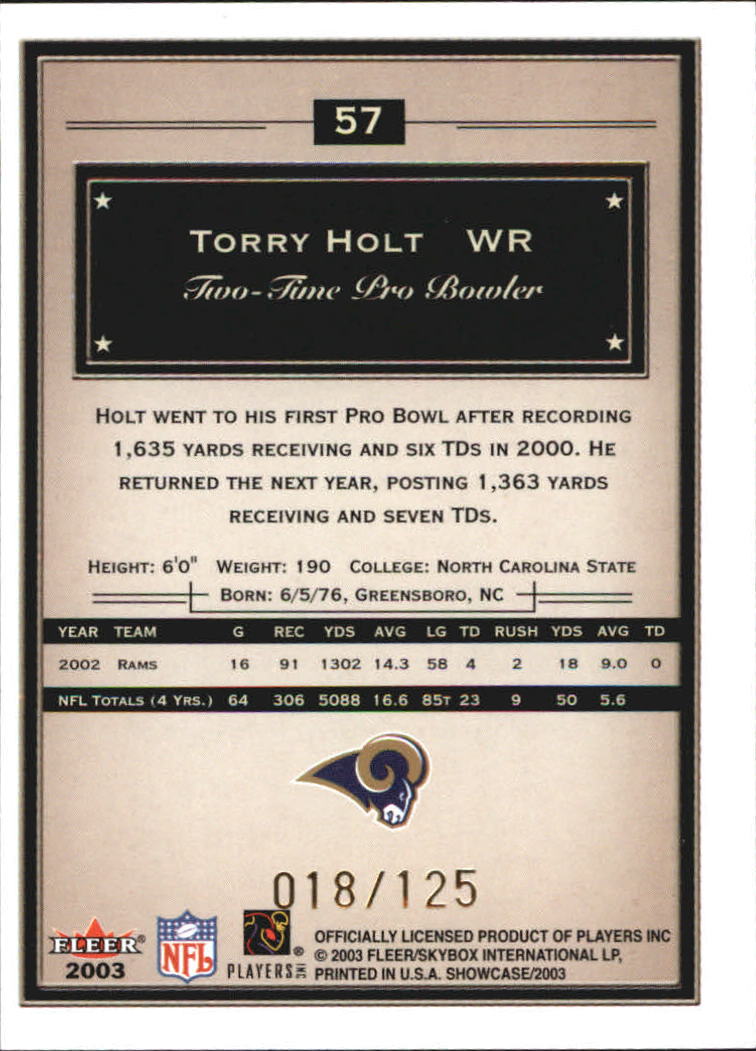 57
TORRY HOLT WR
Two-Time Pro Bowler
HOLT WENT TO HIS FIRST PRO BOWL AFTER RECORDING
1,635 YARDS RECEIVING AND SIX TDS IN 2000. HE
RETURNED THE NEXT YEAR, POSTING 1,363 YARDS
RECEIVING AND SEVEN TDS.
HEIGHT: 6'0" WEIGHT: 190 COLLEGE: NORTH CAROLINA STATE
BORN: 6/5/76, GREENSBORO, NC
YEAR TEAM G REC YDS AVG LG TD RUSH YDS AVG TD
2002 RAMS 16 91 1302 14.3 58 4 2 18 9.0 0
NFL TOTALS (4 YRS.) 64 306 5088 16.6 85T 23 9 50 5.6
018/125
FLEER®
2003
NFL
PLAYERS INC ®
OFFICIALLY LICENSED PRODUCT OF PLAYERS INC
© 2003 FLEER/SKYBOX INTERNATIONAL LP,
PRINTED IN U.S.A. SHOWCASE/2003